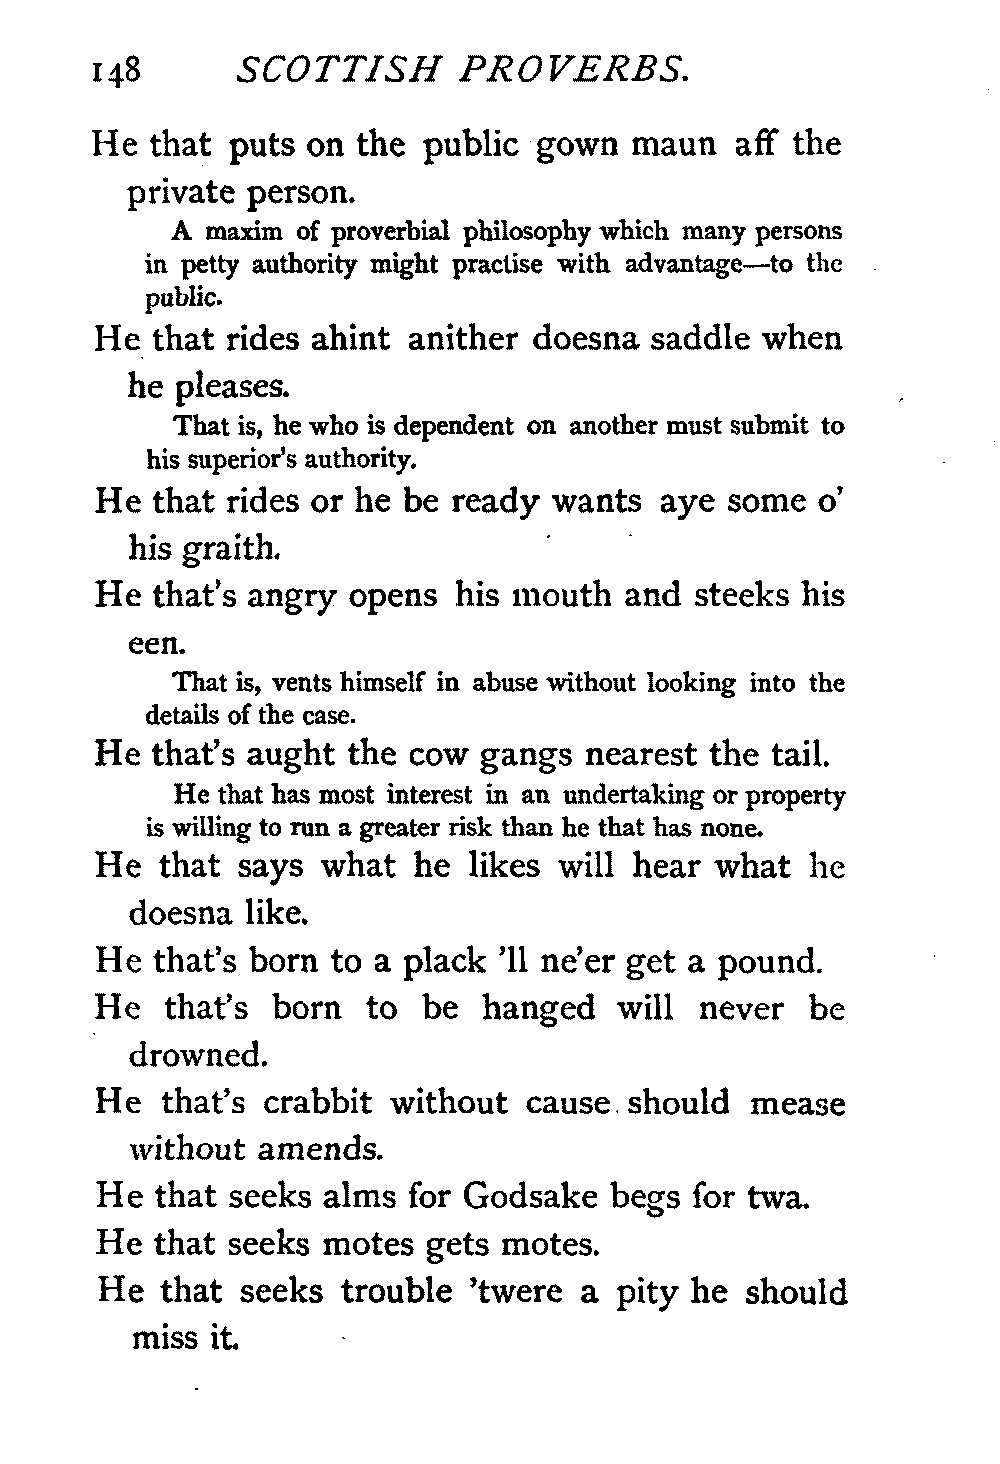 148 SCOTTISH PROVERBS.
He that puts on the public gown maun aff the
private person.
A maxim of proverbial philosophy which many persons
in petty authority might practise with advantage—to the
public.
He that rides ahint anither doesna saddle when
he pleases.
That is, he who is dependent on another must submit to
his superior's authority.
He that rides or he be ready wants aye some o'
his graith.
He that's angry opens his mouth and steeks his
een.
That is, vents himself in abuse without looking into the
details of the case.
He that's aught the cow gangs nearest the tail.
He that has most interest in an undertaking or property
is willing to run a greater risk than he that has none.
He that says what he likes will hear what he
doesna like.
He that's born to a plack 'll ne'er get a pound.
He that's born to be hanged will never be
drowned.
He that's crabbit without cause should mease
without amends.
He that seeks alms for Godsake begs for twa.
He that seeks motes gets motes.
He that seeks trouble 'twere a pity he should
miss it.